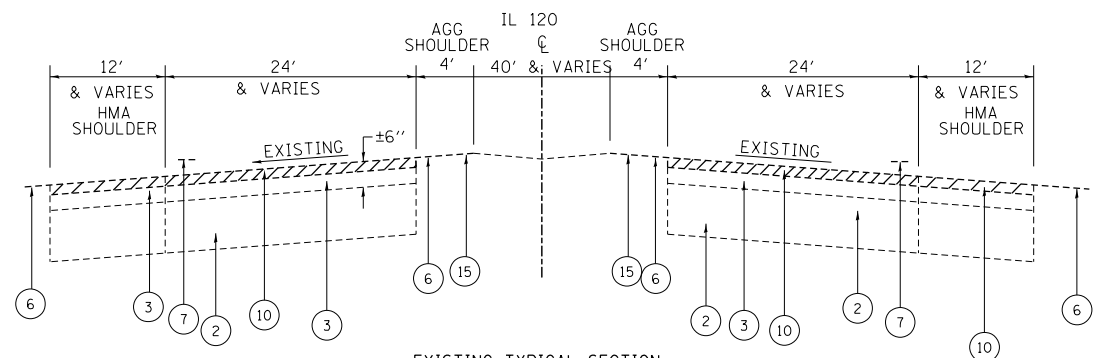 IL 120
AGG
SHOULDER
4'
℄
40'
& VARIES
AGG
SHOULDER
4'
12'
& VARIES
HMA
SHOULDER
24'
& VARIES
24'
& VARIES
12'
& VARIES
HMA
SHOULDER
EXISTING
±6''
EXISTING
6
3
7
2
10
3
6
15
15
6
2
3
10
2
7
10
6
EXISTING TYPICAL SECTION